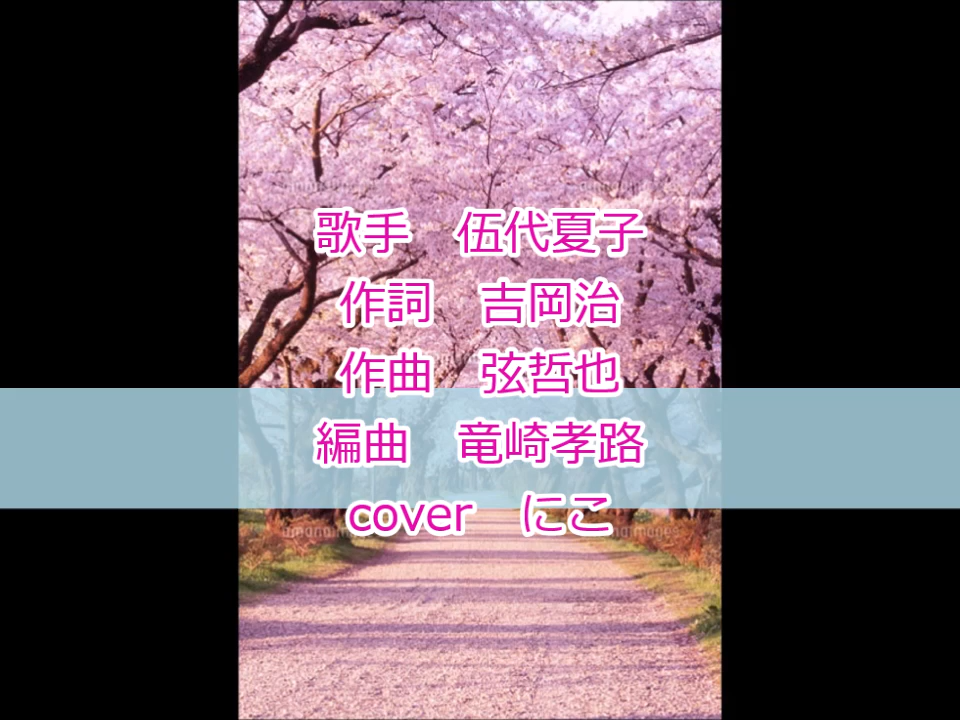 歌手　伍代夏子
作詞　吉岡治
作曲　弦哲也
編曲　竜崎孝路
cover　にこ